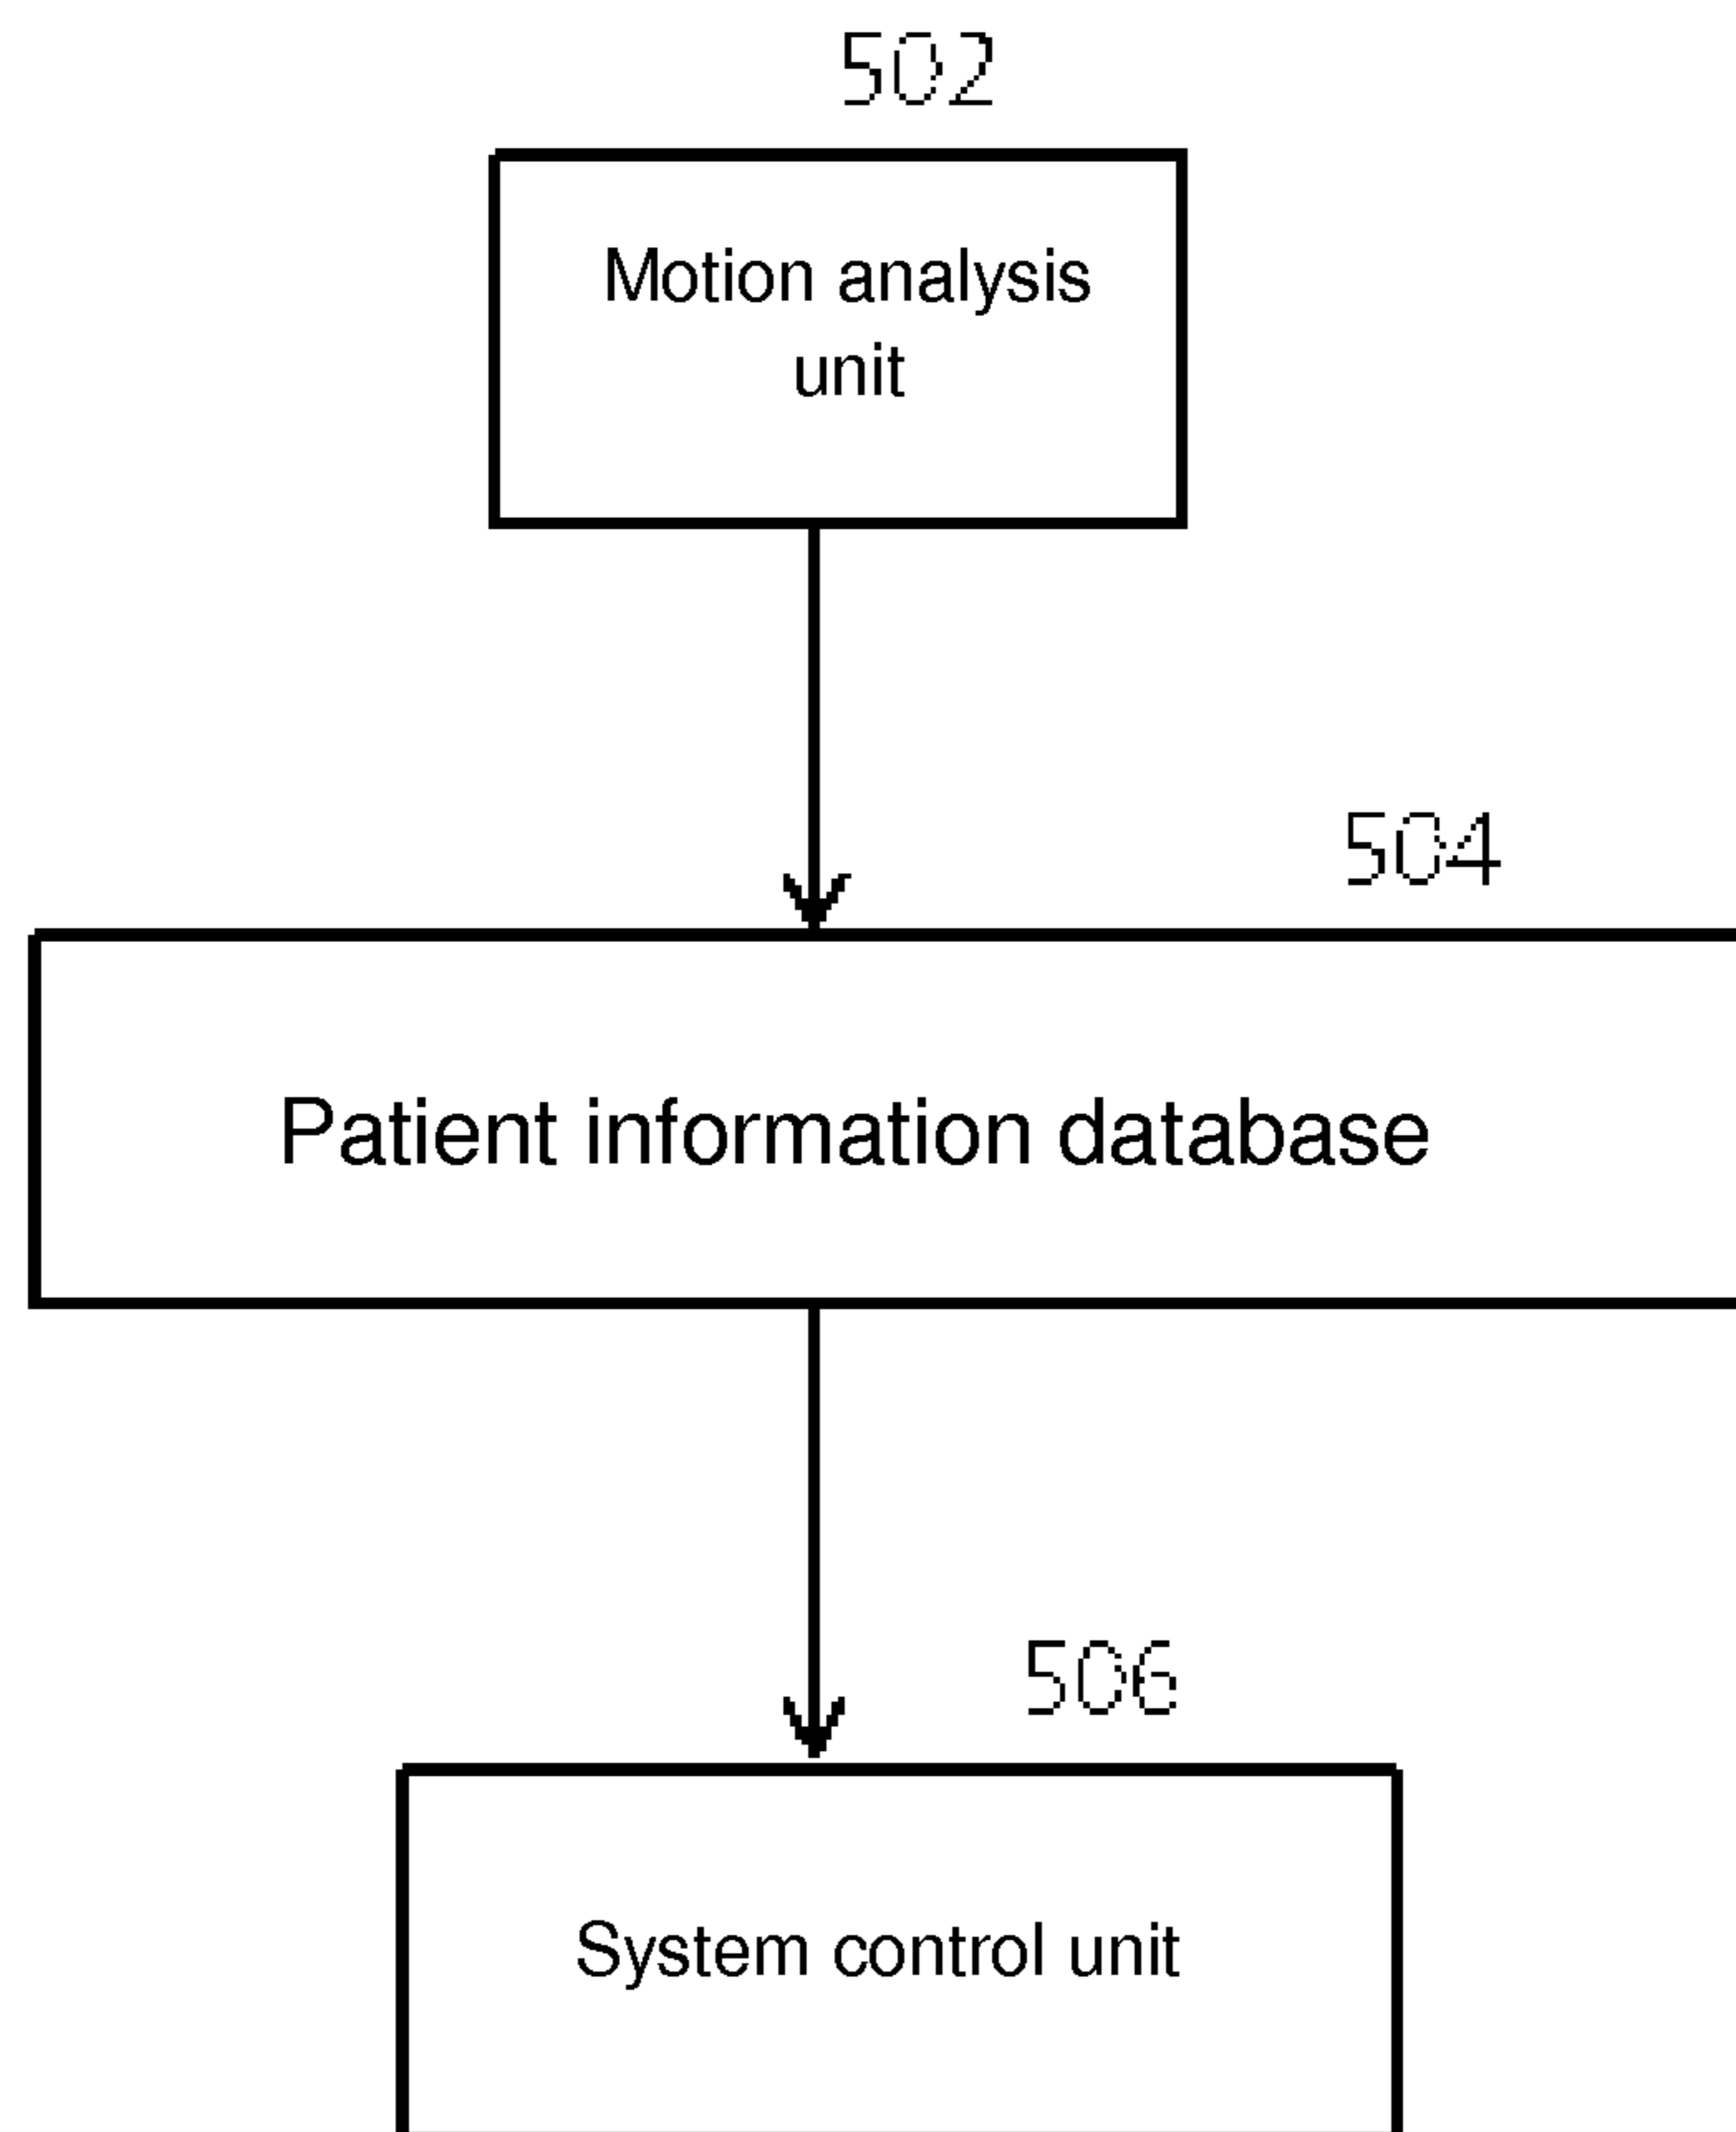 502
Motion analysis
unit
504
Patient information database
506
System control unit